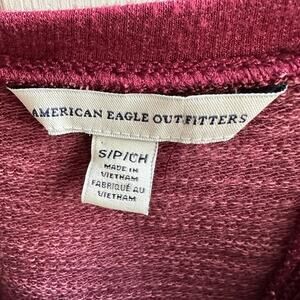 AMERICAN EAGLE OUTFITTERS
S/P/CH
MADE IN
VIETNAM
FABRIQUÉ AU
VIETNAM